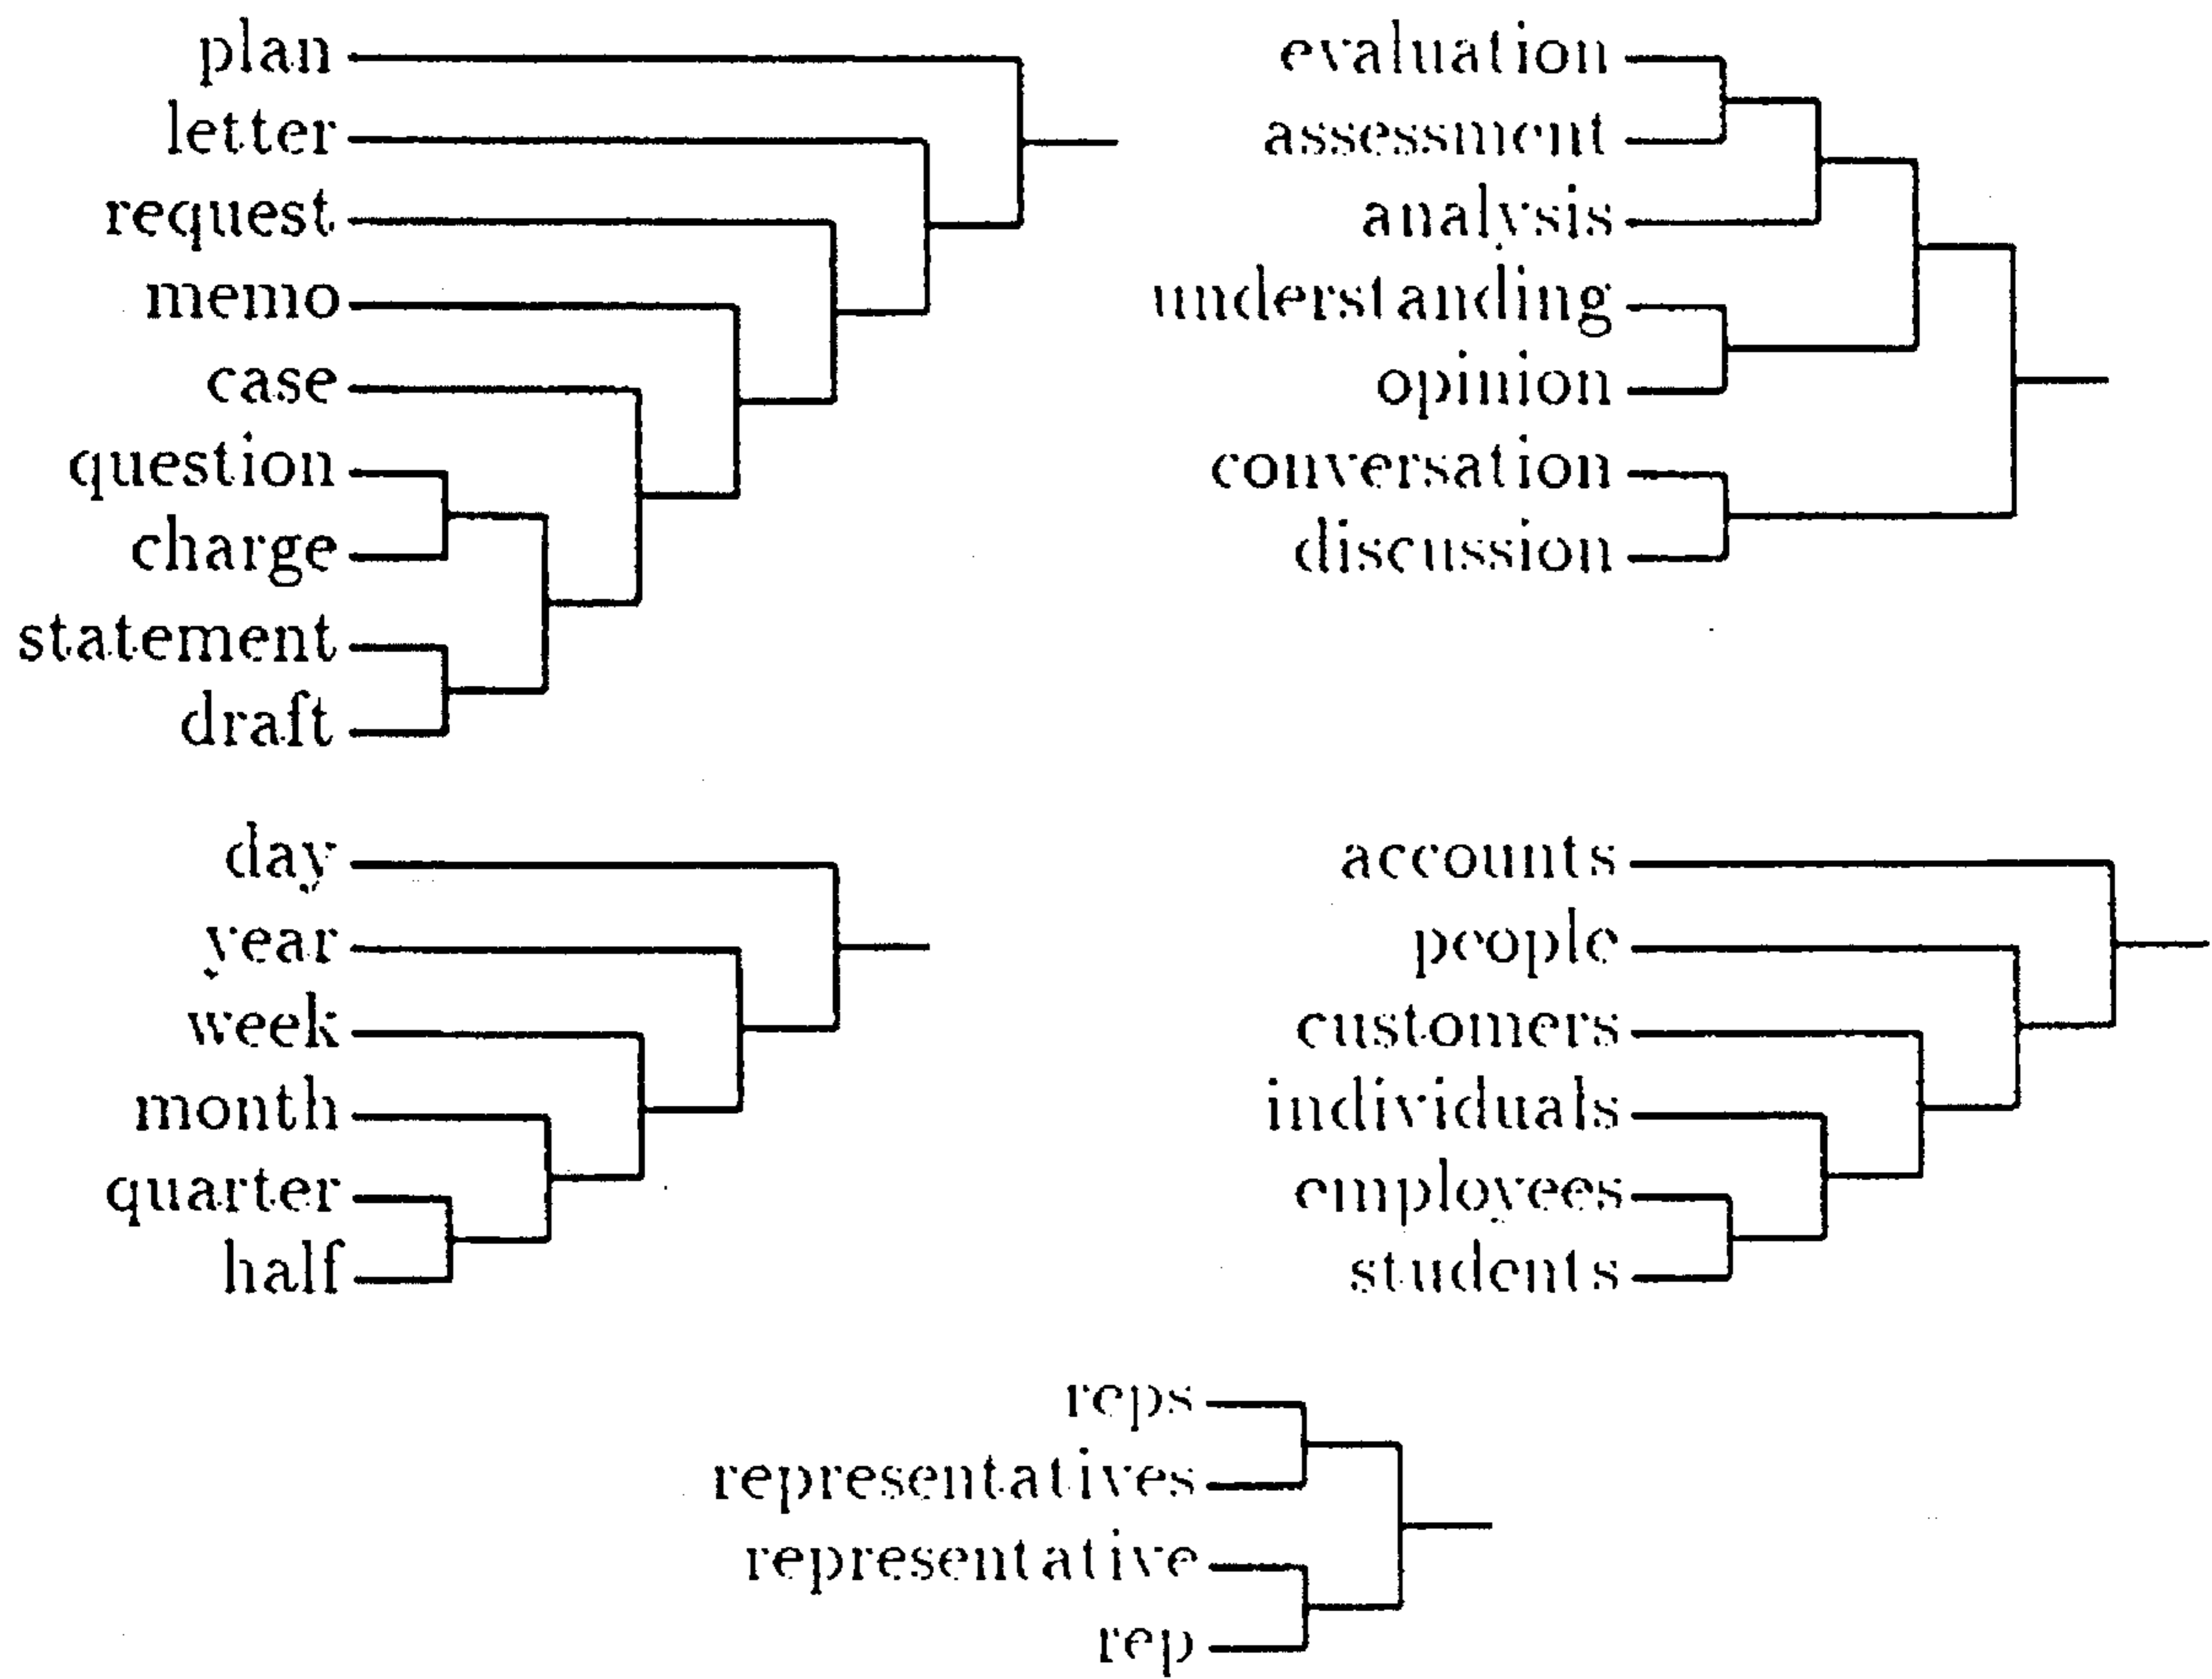 plan
letter
request
memo
case
question
charge
statement
draft
evaluation
assessment
analysis
understanding
opinion
conversation
discussion
day
year
week
month
quarter
half
accounts
people
customers
individuals
employees
students
reps
representatives
representative
rep